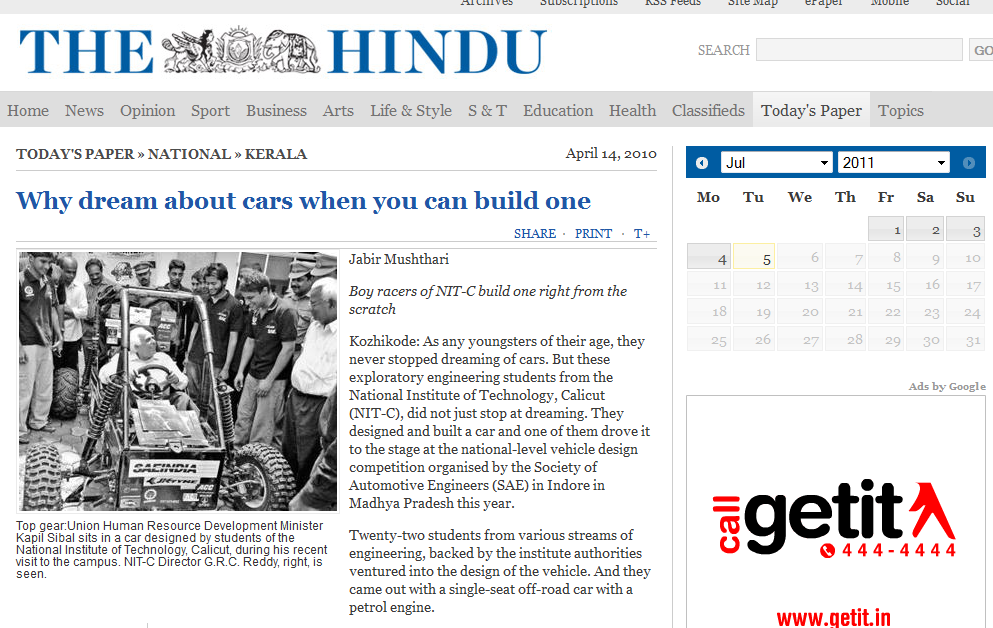 Archives Subscriptions RSS Feeds Site Map ePaper Mobile Social
THE HINDU
SEARCH GO
Home News Opinion Sport Business Arts Life & Style S & T Education Health Classifieds Today's Paper Topics
TODAY'S PAPER » NATIONAL » KERALA
April 14, 2010
Why dream about cars when you can build one
SHARE · PRINT · T+
SAEINDIA
Top gear:Union Human Resource Development Minister
Kapil Sibal sits in a car designed by students of the
National Institute of Technology, Calicut, during his recent
visit to the campus. NIT-C Director G.R.C. Reddy, right, is
seen.
Jabir Mushthari
Boy racers of NIT-C build one right from the
scratch
Kozhikode: As any youngsters of their age, they
never stopped dreaming of cars. But these
exploratory engineering students from the
National Institute of Technology, Calicut
(NIT-C), did not just stop at dreaming. They
designed and built a car and one of them drove it
to the stage at the national-level vehicle design
competition organised by the Society of
Automotive Engineers (SAE) in Indore in
Madhya Pradesh this year.
Twenty-two students from various streams of
engineering, backed by the institute authorities
ventured into the design of the vehicle. And they
came out with a single-seat off-road car with a
petrol engine.
Jul 2011
Mo Tu We Th Fr Sa Su
1 2 3
4 5 6 7 8 9 10
11 12 13 14 15 16 17
18 19 20 21 22 23 24
25 26 27 28 29 30 31
Ads by Google
call getit
444-4444
www.getit.in